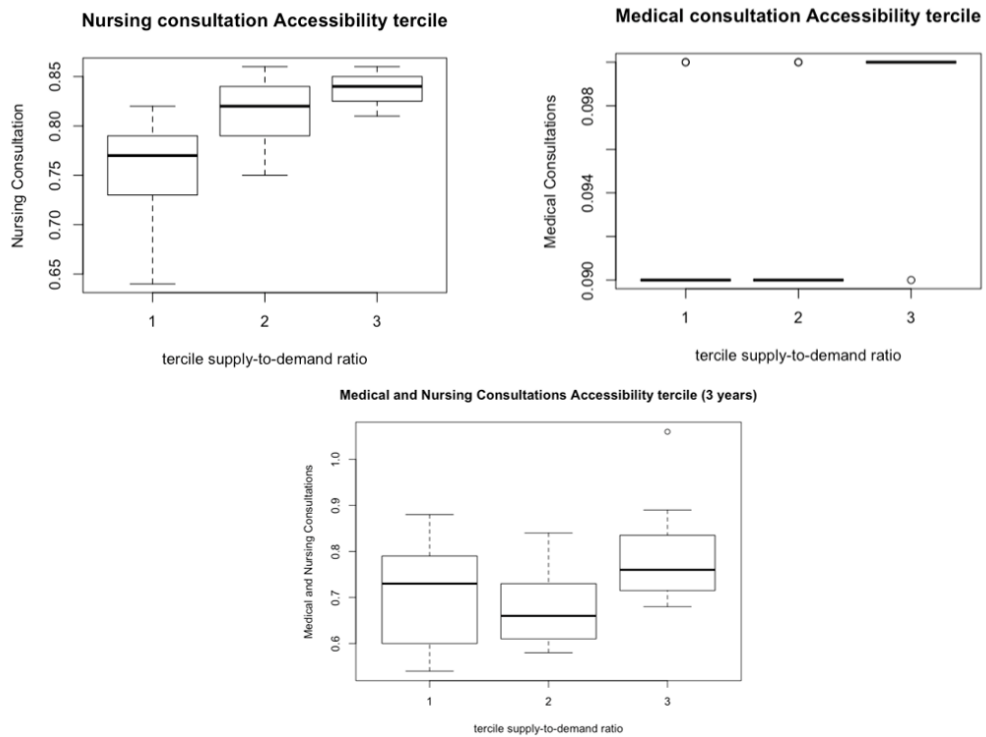 Nursing consultation Accessibility tercile
Nursing Consultation
0.85
0.80
0.75
0.70
0.65
1 2 3
tercile supply-to-demand ratio
Medical consultation Accessibility tercile
Medical Consultations
0.098
0.094
0.090
1 2 3
tercile supply-to-demand ratio
Medical and Nursing Consultations Accessibility tercile (3 years)
Medical and Nursing Consultations
1.0
0.9
0.8
0.7
0.6
1 2 3
tercile supply-to-demand ratio